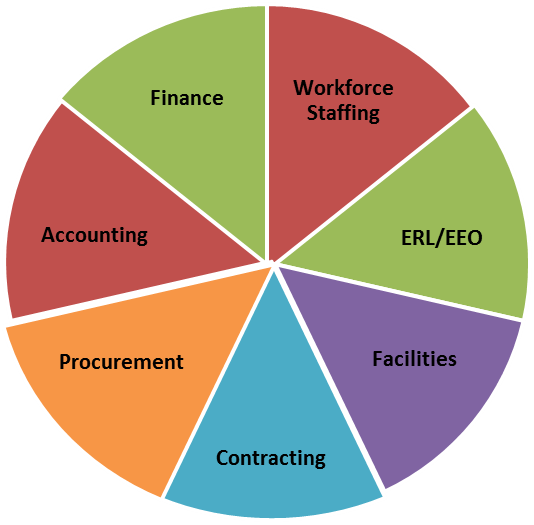 Workforce
Staffing
ERL/EEO
Facilities
Contracting
Procurement
Accounting
Finance